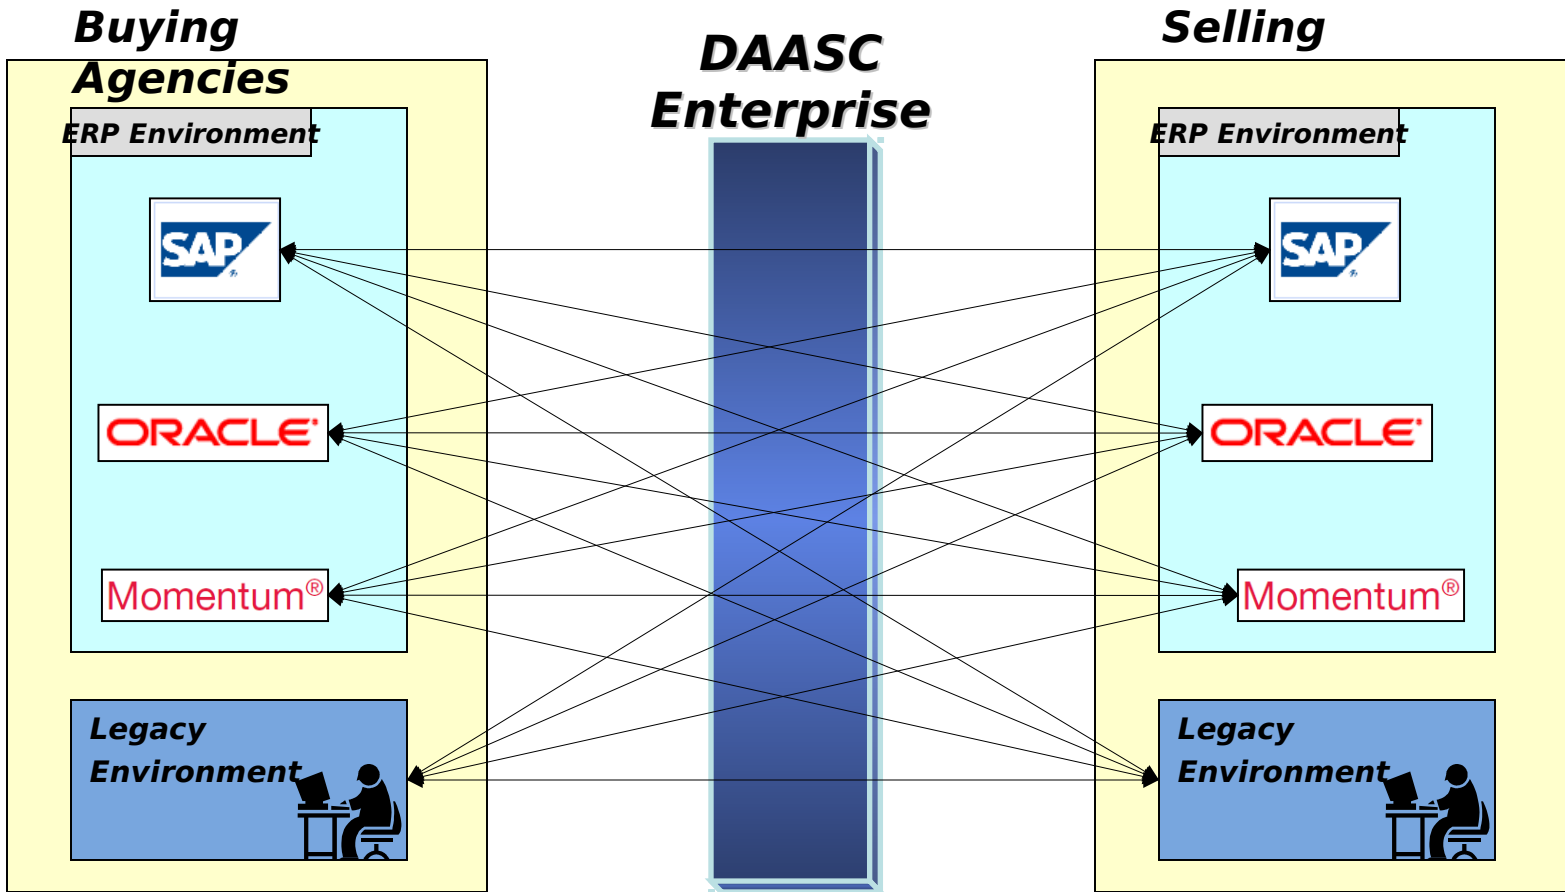 Buying
Agencies
ERP Environment
SAP
®
ORACLE
Momentum®
Legacy
Environment
DAASC
Enterprise
Selling
ERP Environment
SAP
®
ORACLE
Momentum®
Legacy
Environment